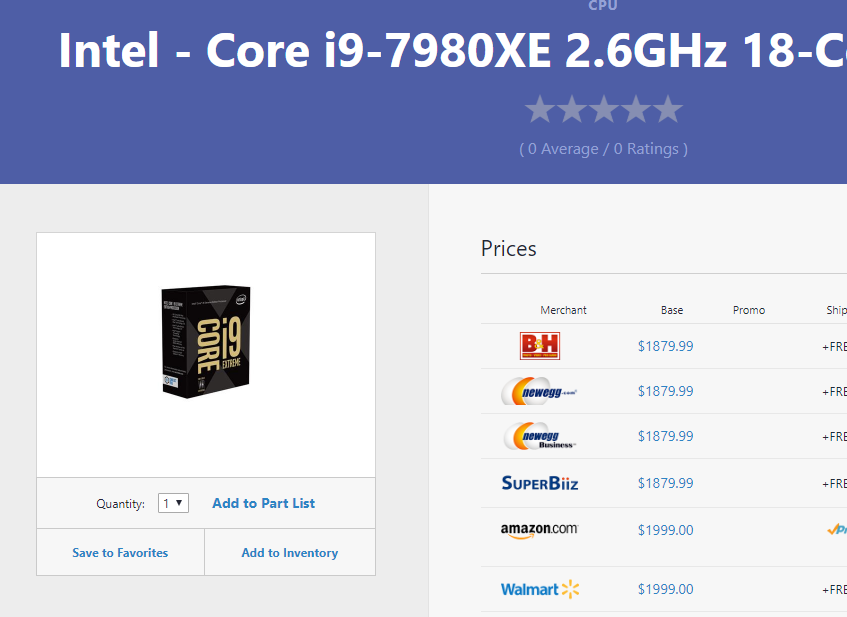 CPU
Intel - Core i9-7980XE 2.6GHz 18-C
( 0 Average / 0 Ratings )
CORE i9
EXTREME
intel
Quantity: 1
Add to Part List
Save to Favorites
Add to Inventory
Prices
Merchant Base Promo Ship
B&H $1879.99 +FRE
newegg.com $1879.99 +FRE
newegg Business $1879.99 +FRE
SUPERBIIZ $1879.99 +FRE
amazon.com $1999.00 Pr
Walmart $1999.00 +FRE